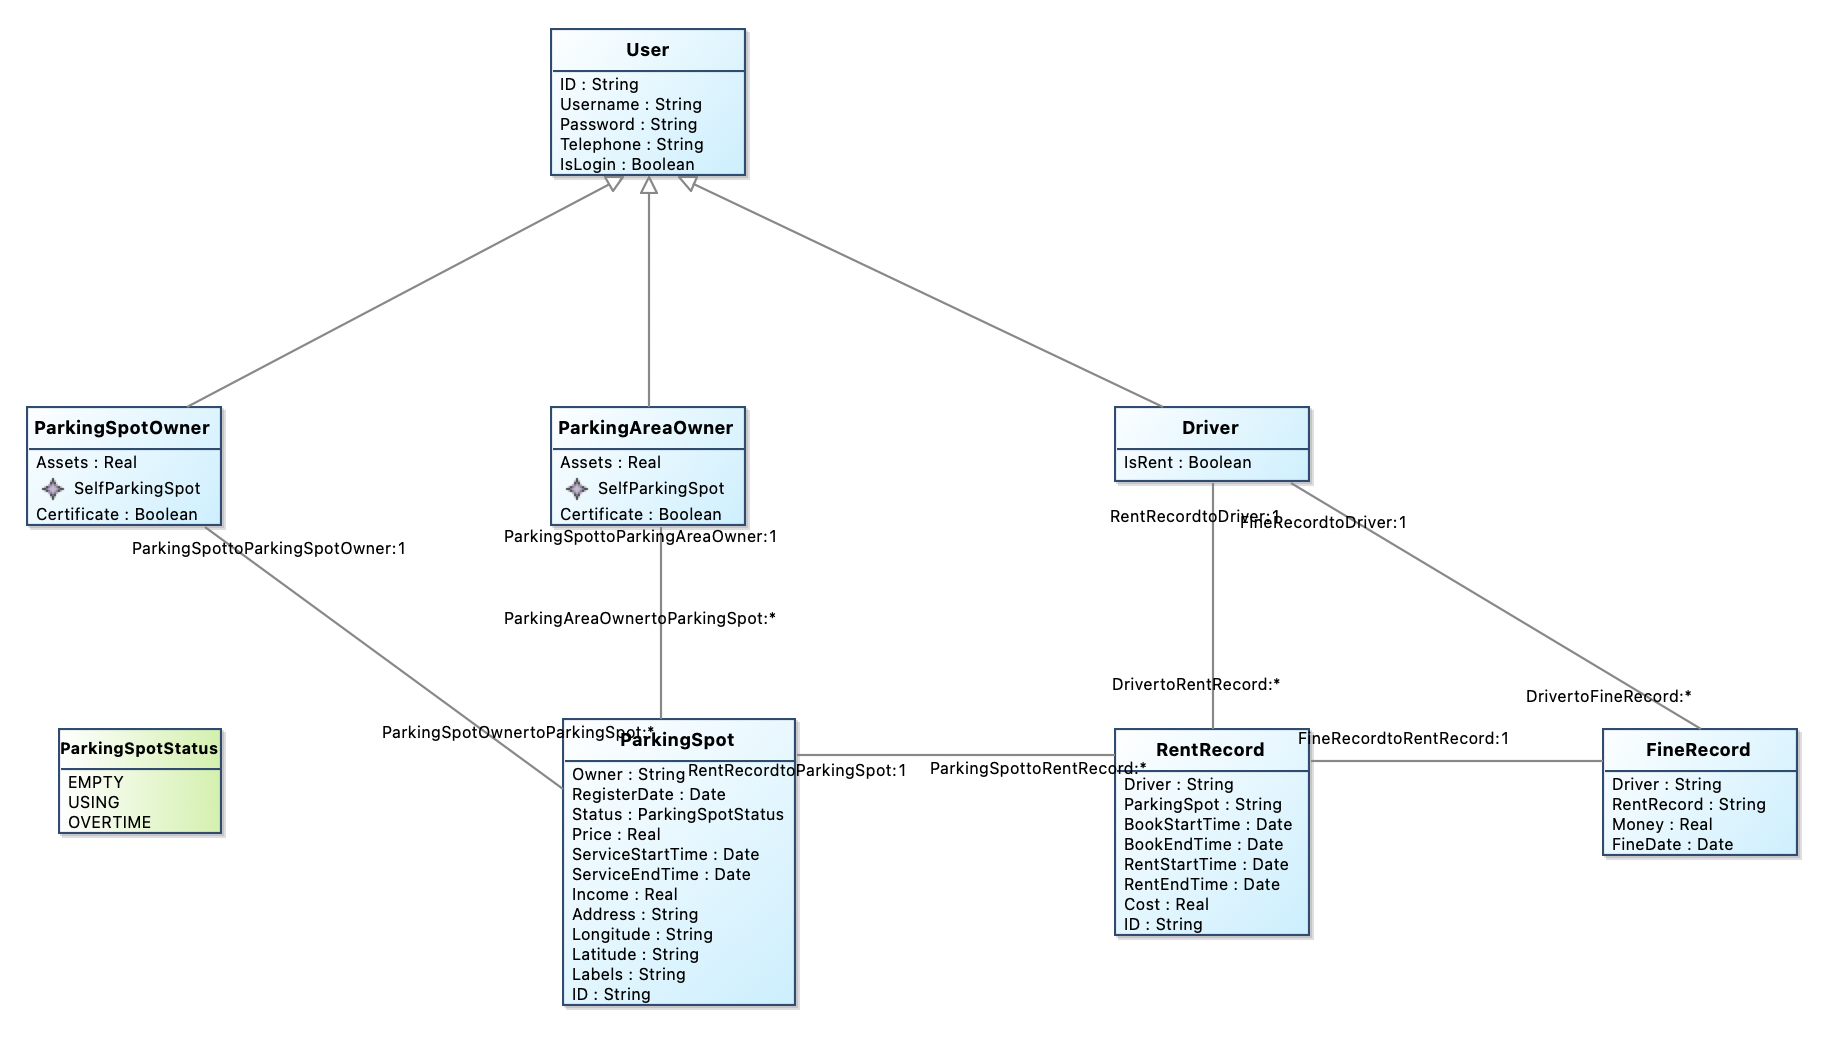 User
ID : String
Username : String
Password : String
Telephone : String
IsLogin : Boolean
ParkingSpotOwner
Assets : Real
SelfParkingSpot
Certificate : Boolean
ParkingAreaOwner
Assets : Real
SelfParkingSpot
Certificate : Boolean
Driver
IsRent : Boolean
ParkingSpottoParkingSpotOwner:1
ParkingSpottoParkingAreaOwner:1
RentRecordtoDriver:1
FineRecordtoDriver:1
ParkingAreaOwnertoParkingSpot:*
DrivertoRentRecord:*
DrivertoFineRecord:*
ParkingSpotOwnertoParkingSpot:*
RentRecordtoParkingSpot:1
ParkingSpottoRentRecord:*
FineRecordtoRentRecord:1
ParkingSpotStatus
EMPTY
USING
OVERTIME
ParkingSpot
Owner : String
RegisterDate : Date
Status : ParkingSpotStatus
Price : Real
ServiceStartTime : Date
ServiceEndTime : Date
Income : Real
Address : String
Longitude : String
Latitude : String
Labels : String
ID : String
RentRecord
Driver : String
ParkingSpot : String
BookStartTime : Date
BookEndTime : Date
RentStartTime : Date
RentEndTime : Date
Cost : Real
ID : String
FineRecord
Driver : String
RentRecord : String
Money : Real
FineDate : Date